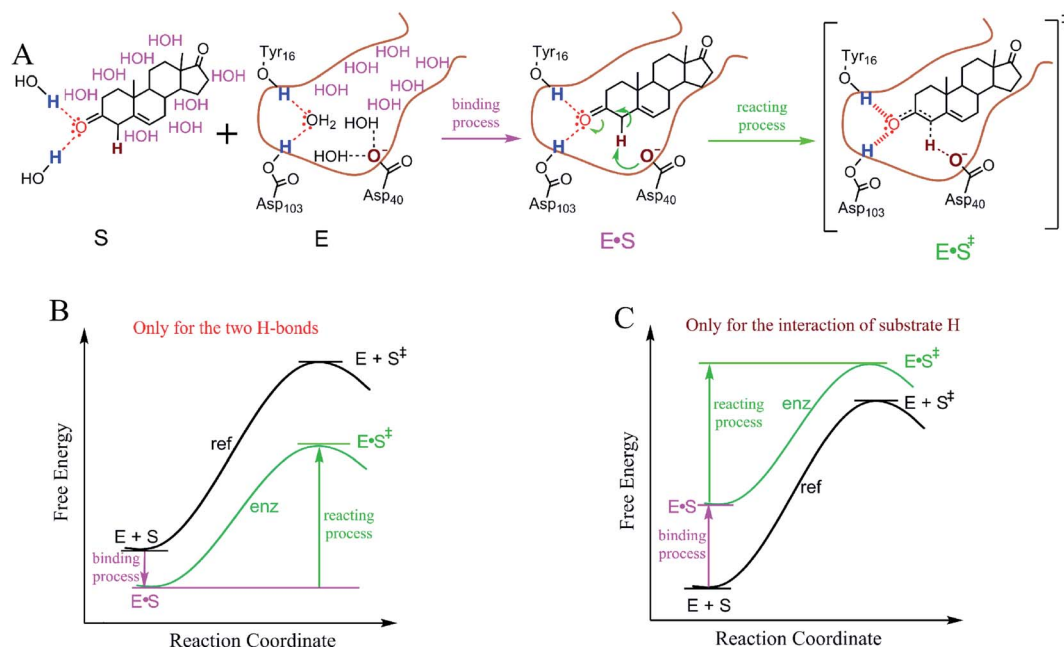 A
HOH
HOH
HOH
HOH
HOH
HOH
HOH
HOH
HOH
O
HO
H
O
H
H
HO
S
+
Tyr16
O
H
OH2
H
O
O
Asp103
HOH
HOH
HOH
HOH
HOH
HOH
HOH
O−
O
Asp40
E
binding
process
Tyr16
O
H
O
H
O
O
Asp103
O
H
O−
O
Asp40
E•S
reacting
process
Tyr16
O
H
O
H
O
O
Asp103
O
H
O−
O
Asp40
‡
E•S‡
B
Only for the two H-bonds
Free Energy
E + S‡
ref
E•S‡
enz
E + S
binding
process
reacting
process
E•S
Reaction Coordinate
C
Only for the interaction of substrate H
Free Energy
E•S‡
reacting
process
enz
E + S‡
E•S
ref
binding
process
E + S
Reaction Coordinate